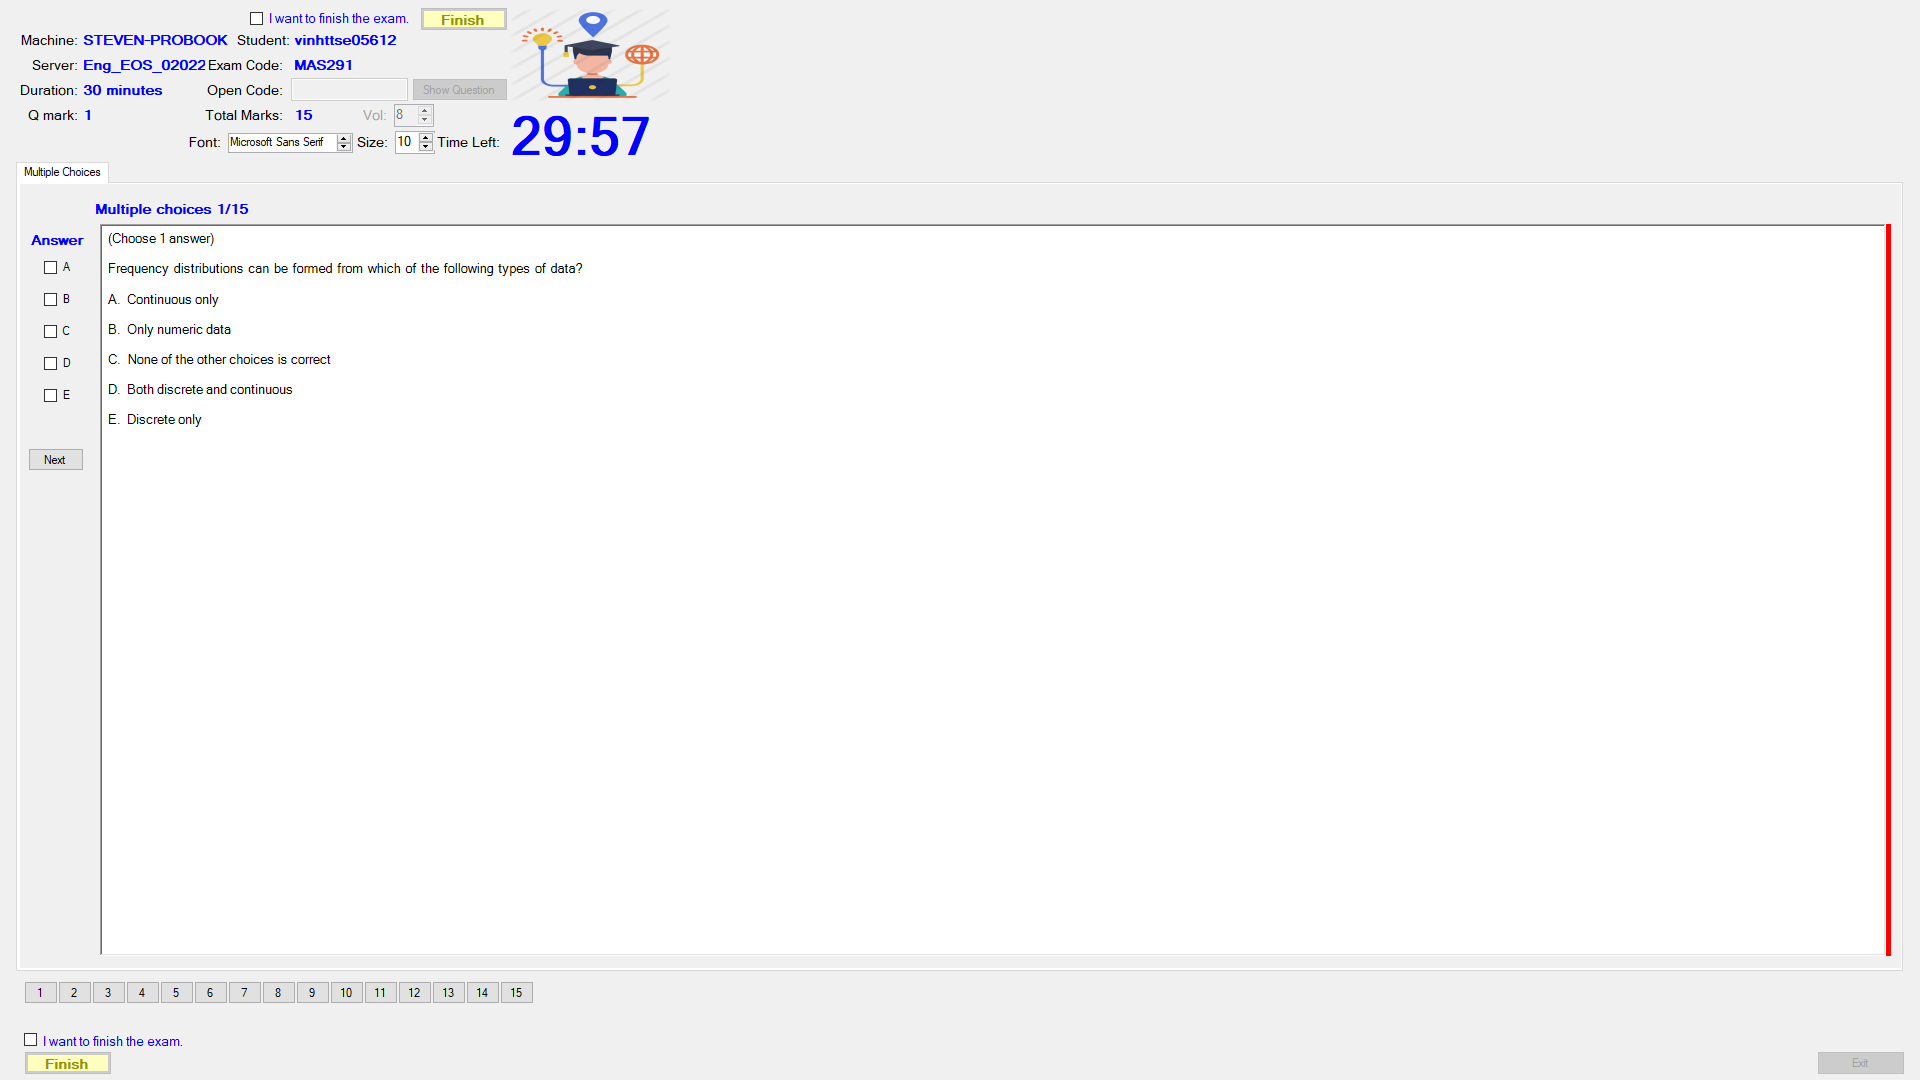 I want to finish the exam. Finish
Machine: STEVEN-PROBOOK Student: vinhttse05612
Server: Eng_EOS_02022 Exam Code: MAS291
Duration: 30 minutes Open Code: Show Question
Q mark: 1 Total Marks: 15 Vol: 8
Font: Microsoft Sans Serif Size: 10 Time Left: 29:57
Multiple Choices
Multiple choices 1/15
Answer
A
B
C
D
E
Next
(Choose 1 answer)
Frequency distributions can be formed from which of the following types of data?
A. Continuous only
B. Only numeric data
C. None of the other choices is correct
D. Both discrete and continuous
E. Discrete only
1 2 3 4 5 6 7 8 9 10 11 12 13 14 15
I want to finish the exam.
Finish
Exit